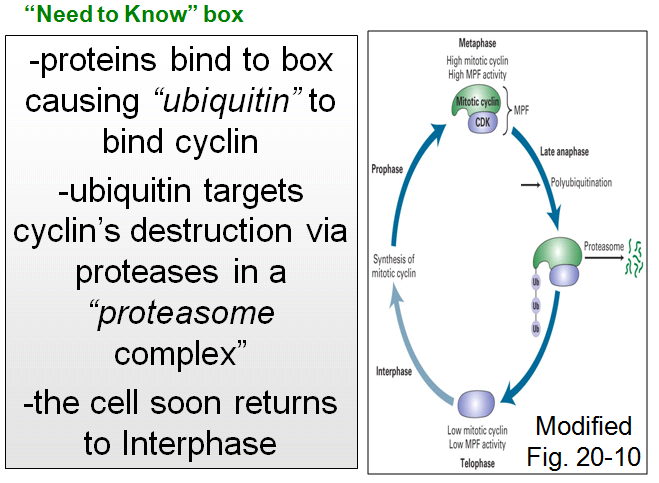 “Need to Know” box
-proteins bind to box
causing “ubiquitin” to
bind cyclin
-ubiquitin targets
cyclin’s destruction via
proteases in a
“proteasome
complex”
-the cell soon returns
to Interphase
Metaphase
High mitotic cyclin
High MPF activity
Mitotic cyclin
CDK
MPF
Late anaphase
Polyubiquitination
Prophase
Proteasome
Synthesis of
mitotic cyclin
Ub
Ub
Ub
Interphase
Low mitotic cyclin
Low MPF activity
Telophase
Modified
Fig. 20-10